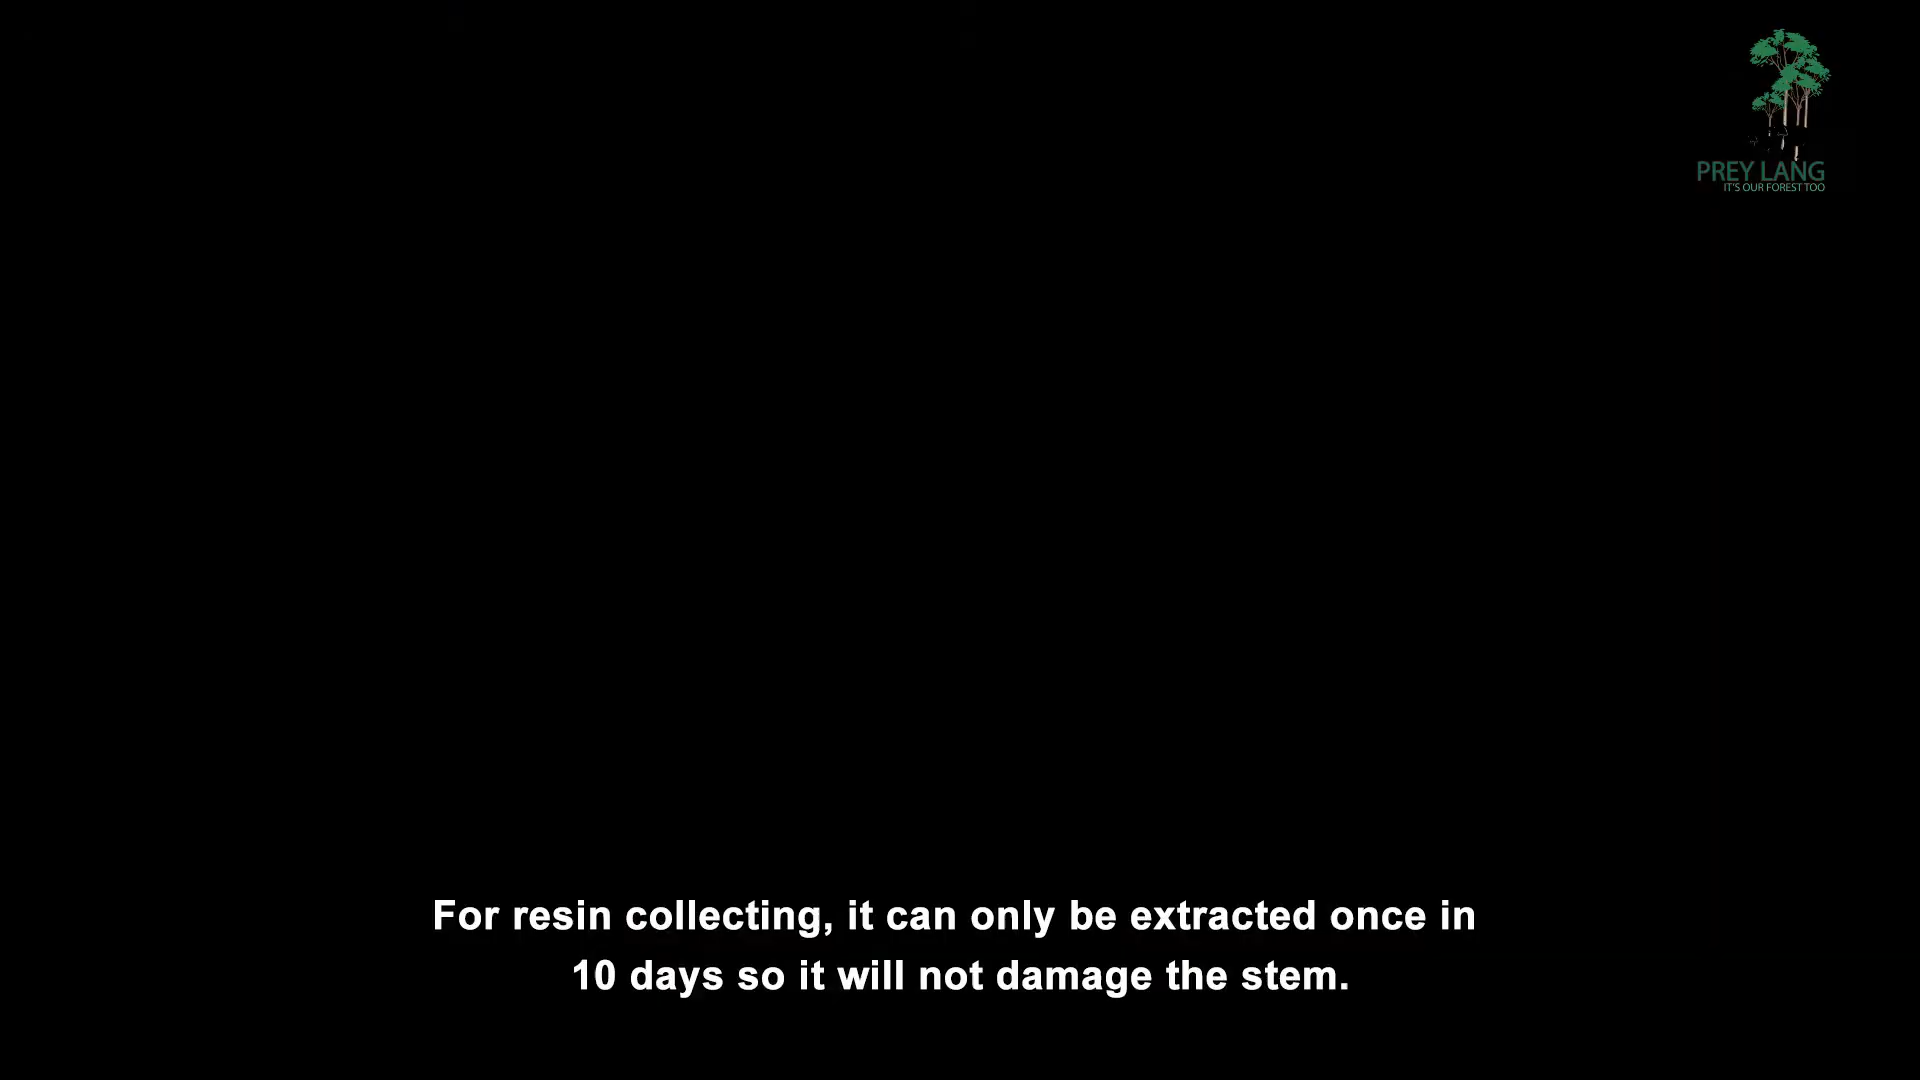 PREY LANG
IT'S OUR FOREST TOO
For resin collecting, it can only be extracted once in
10 days so it will not damage the stem.